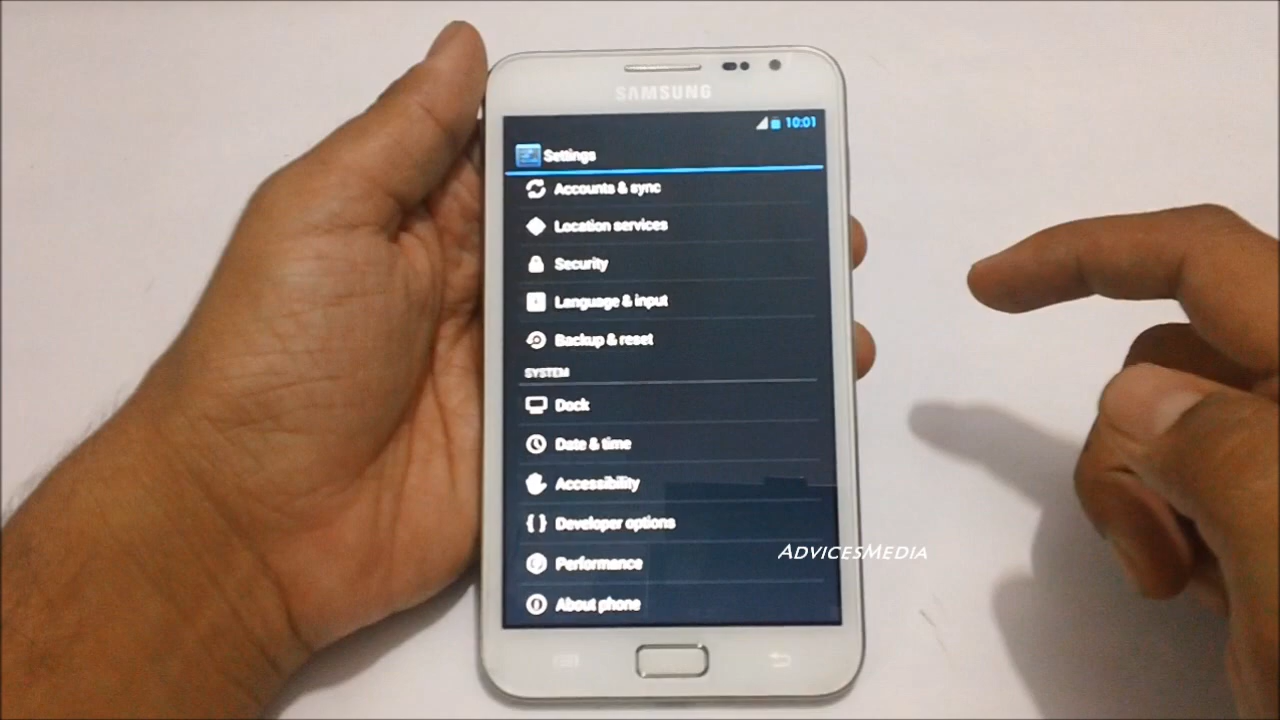 SAMSUNG
10:01
Settings
Accounts & sync
Location services
Security
Language & input
Backup & reset
SYSTEM
Dock
Date & time
Accessibility
Developer options
ADVICESMEDIA
Performance
About phone